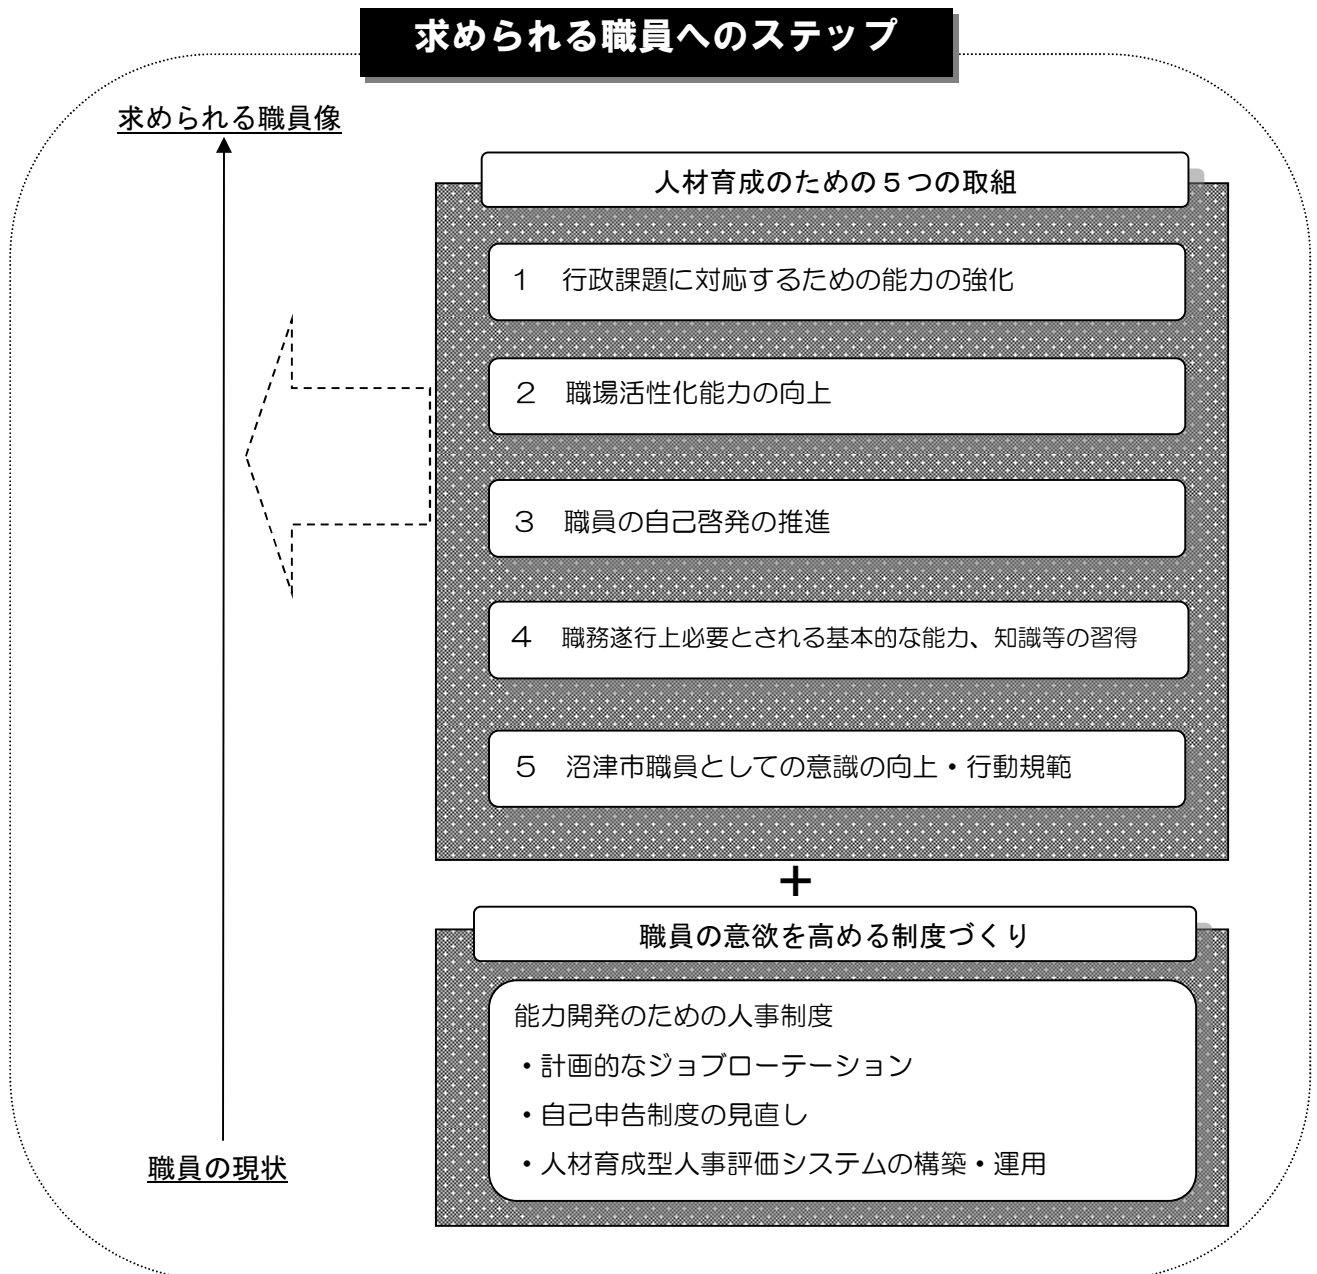 求められる職員へのステップ
求められる職員像
人材育成のための５つの取組
１　行政課題に対応するための能力の強化
２　職場活性化能力の向上
３　職員の自己啓発の推進
４　職務遂行上必要とされる基本的な能力、知識等の習得
５　沼津市職員としての意識の向上・行動規範
＋
職員の意欲を高める制度づくり
能力開発のための人事制度
・計画的なジョブローテーション
・自己申告制度の見直し
・人材育成型人事評価システムの構築・運用
職員の現状